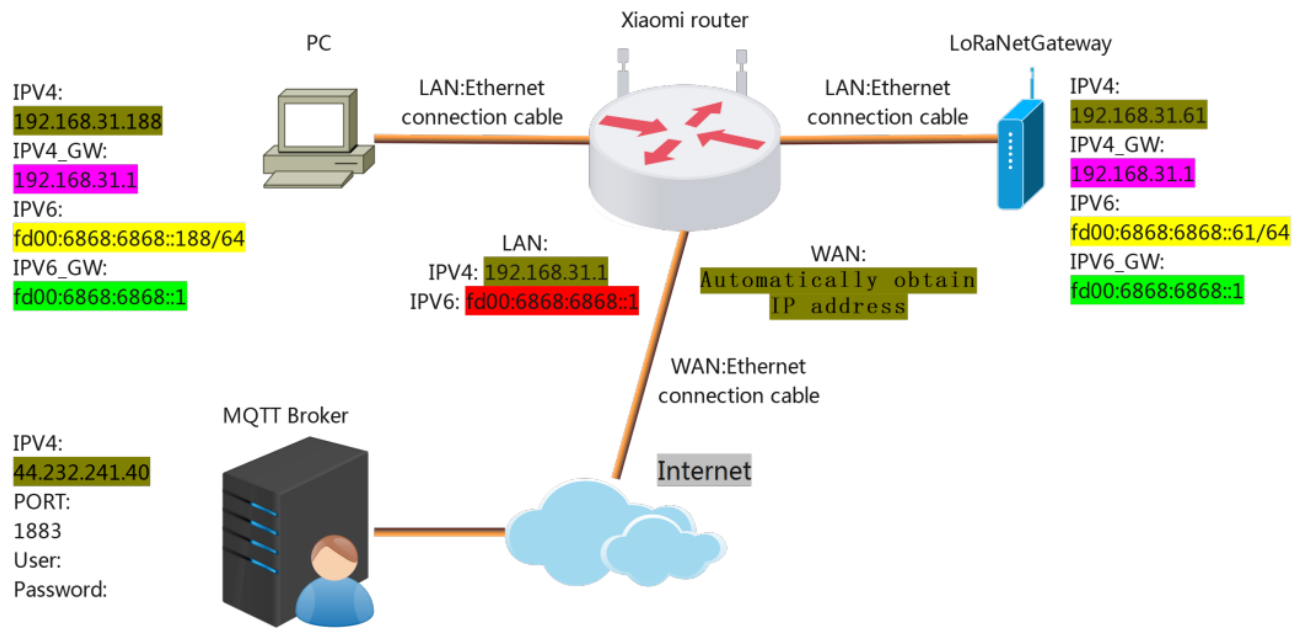 Xiaomi router
PC
LoRaNetGateway
LAN:Ethernet
connection cable
LAN:Ethernet
connection cable
IPV4:
192.168.31.188
IPV4_GW:
192.168.31.1
IPV6:
fd00:6868:6868::188/64
IPV6_GW:
fd00:6868:6868::1
IPV4:
192.168.31.61
IPV4_GW:
192.168.31.1
IPV6:
fd00:6868:6868::61/64
IPV6_GW:
fd00:6868:6868::1
LAN:
IPV4: 192.168.31.1
IPV6: fd00:6868:6868::1
WAN:
Automatically obtain
IP address
WAN:Ethernet
connection cable
MQTT Broker
IPV4:
44.232.241.40
PORT:
1883
User:
Password:
Internet